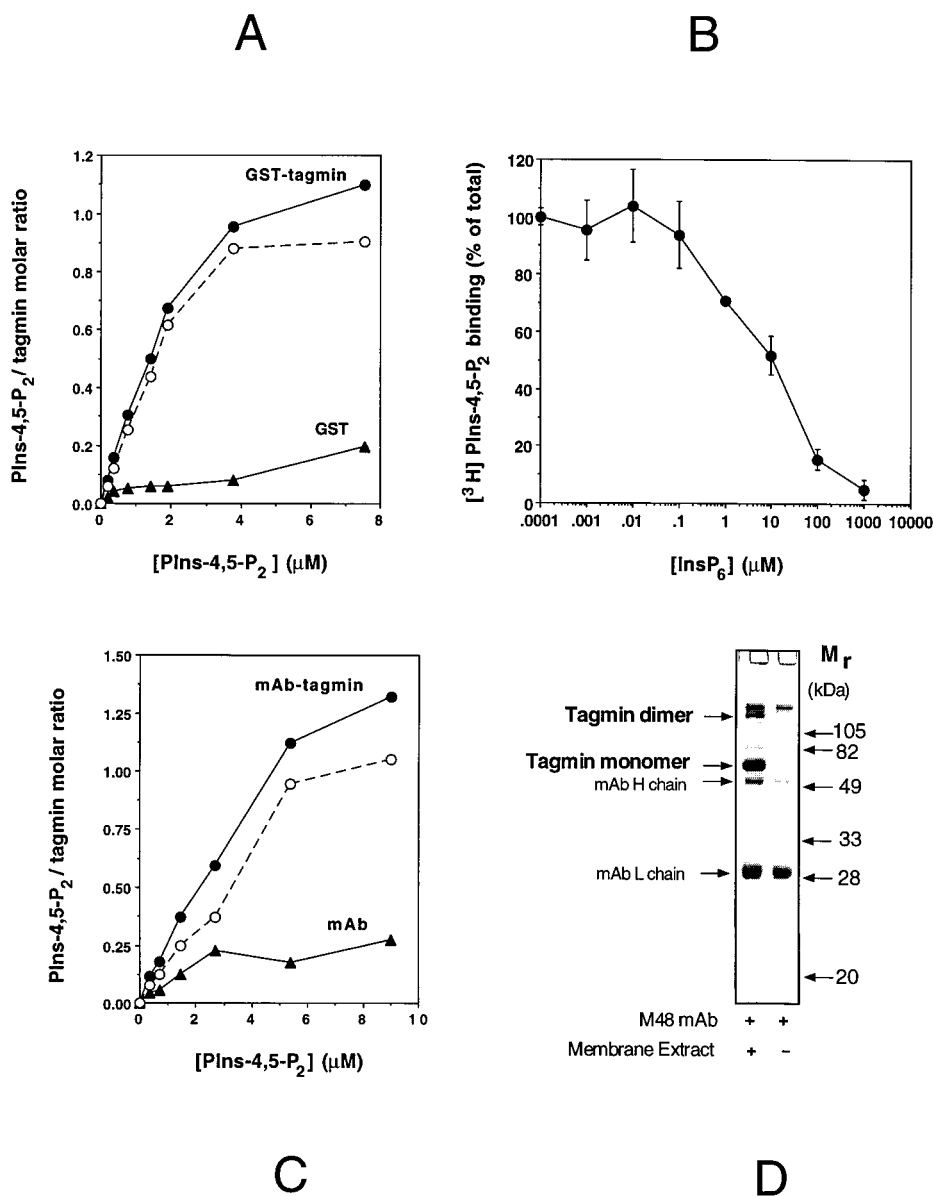 A
B
PIns-4,5-P2/ tagmin molar ratio
1.2
1.0
0.8
0.6
0.4
0.2
0.0
GST-tagmin
GST
0 2 4 6 8
[PIns-4,5-P2 ] (μM)
[3 H] PIns-4,5-P2 binding (% of total)
120
100
80
60
40
20
0
.0001 .001 .01 .1 1 10 100 1000 10000
[InsP6] (μM)
PIns-4,5-P2/ tagmin molar ratio
1.50
1.25
1.00
0.75
0.50
0.25
0.00
mAb-tagmin
mAb
0 2 4 6 8 10
[PIns-4,5-P2] (μM)
Mr
(kDa)
Tagmin dimer
105
82
Tagmin monomer
mAb H chain
49
33
mAb L chain
28
20
M48 mAb + +
Membrane Extract + −
C
D